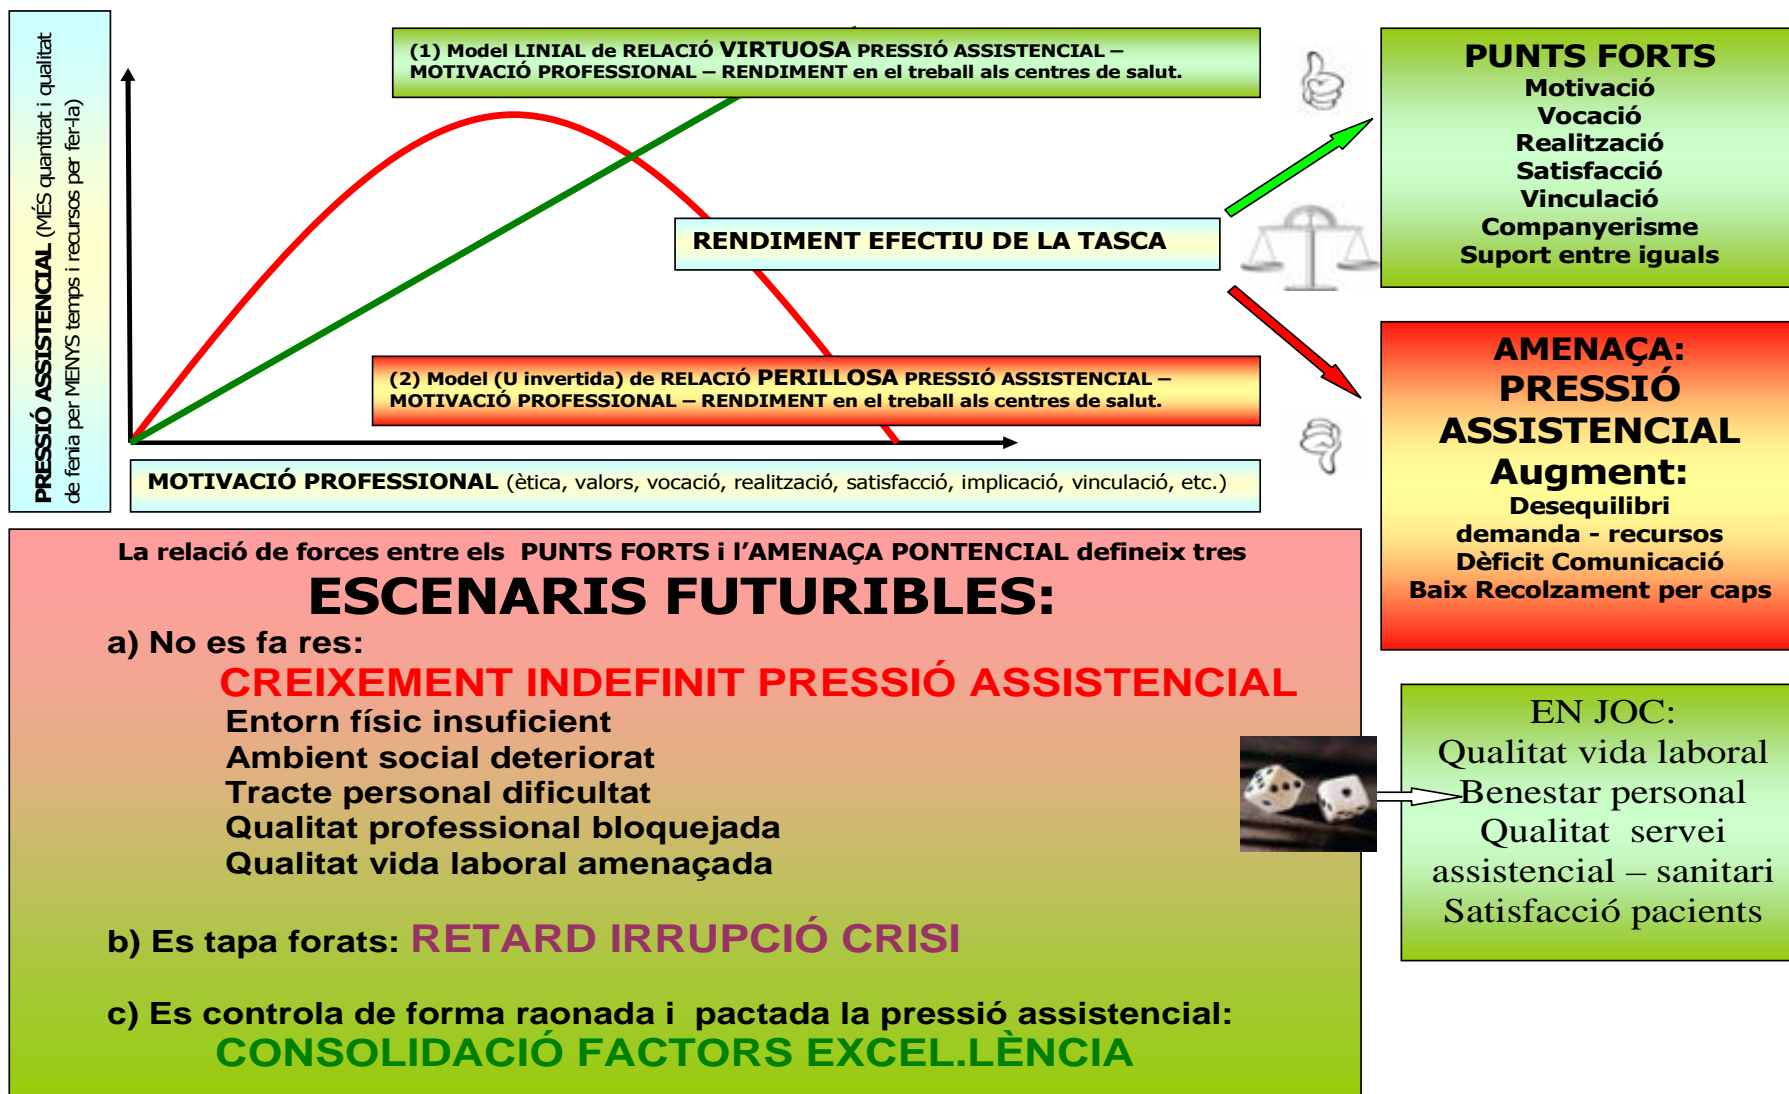 PRESSIÓ ASSISTENCIAL (MÉS quantitat i qualitat
de fenia per MENYS temps i recursos per fer-la)
(1) Model LINIAL de RELACIÓ VIRTUOSA PRESSIÓ ASSISTENCIAL –
MOTIVACIÓ PROFESSIONAL – RENDIMENT en el treball als centres de salut.
RENDIMENT EFECTIU DE LA TASCA
(2) Model (U invertida) de RELACIÓ PERILLOSA PRESSIÓ ASSISTENCIAL –
MOTIVACIÓ PROFESSIONAL – RENDIMENT en el treball als centres de salut.
MOTIVACIÓ PROFESSIONAL (ètica, valors, vocació, realització, satisfacció, implicació, vinculació, etc.)
PUNTS FORTS
Motivació
Vocació
Realització
Satisfacció
Vinculació
Companyerisme
Suport entre iguals
AMENAÇA:
PRESSIÓ
ASSISTENCIAL
Augment:
Desequilibri
demanda - recursos
Dèficit Comunicació
Baix Recolzament per caps
La relació de forces entre els PUNTS FORTS i l'AMENAÇA PONTENCIAL defineix tres
ESCENARIS FUTURIBLES:
a) No es fa res:
CREIXEMENT INDEFINIT PRESSIÓ ASSISTENCIAL
Entorn físic insuficient
Ambient social deteriorat
Tracte personal dificultat
Qualitat professional bloquejada
Qualitat vida laboral amenaçada
b) Es tapa forats: RETARD IRRUPCIÓ CRISI
c) Es controla de forma raonada i pactada la pressió assistencial:
CONSOLIDACIÓ FACTORS EXCEL.LÈNCIA
EN JOC:
Qualitat vida laboral
Benestar personal
Qualitat servei
assistencial – sanitari
Satisfacció pacients